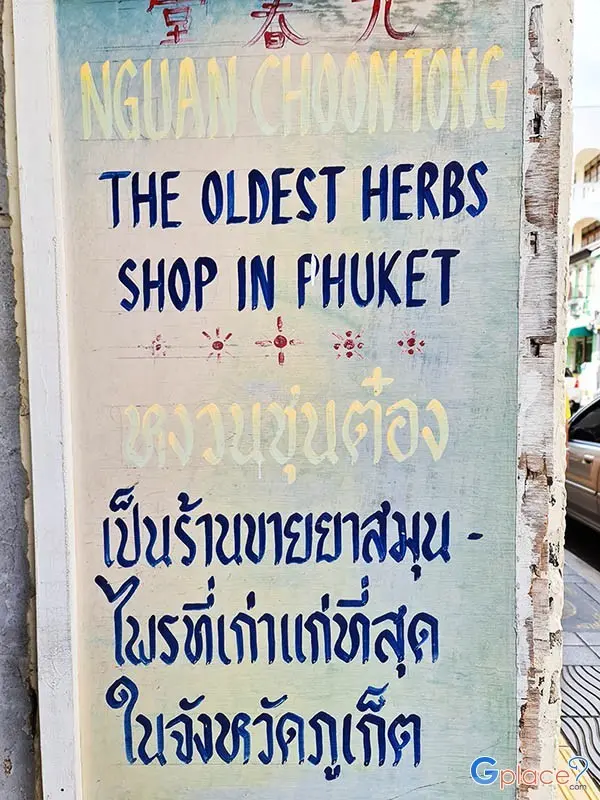 堂春元
NGUAN CHOON TONG
THE OLDEST HERBS
SHOP IN PHUKET
หงวนชุ่นต๋อง
เป็นร้านขายยาสมุน -
ไพรที่เก่าแก่ที่สุด
ในจังหวัดภูเก็ต
Gplace?.com